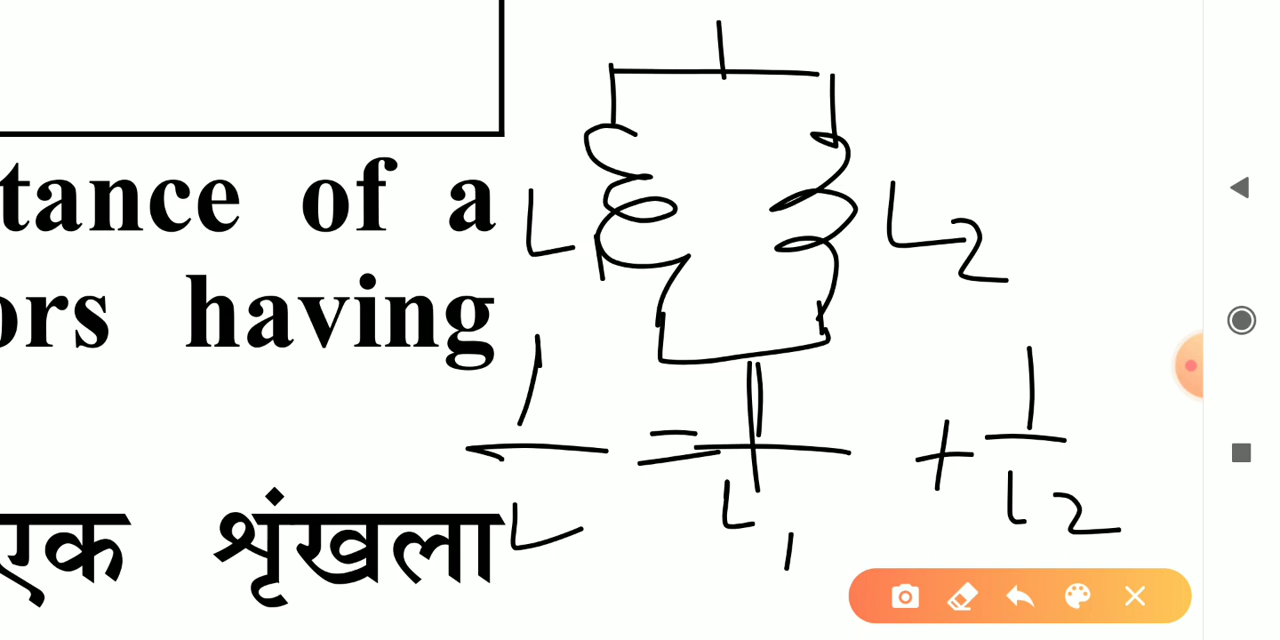 tance of a
L1 L2
ors having
1/L = 1/L1 + 1/L2
एक श्रृंखला